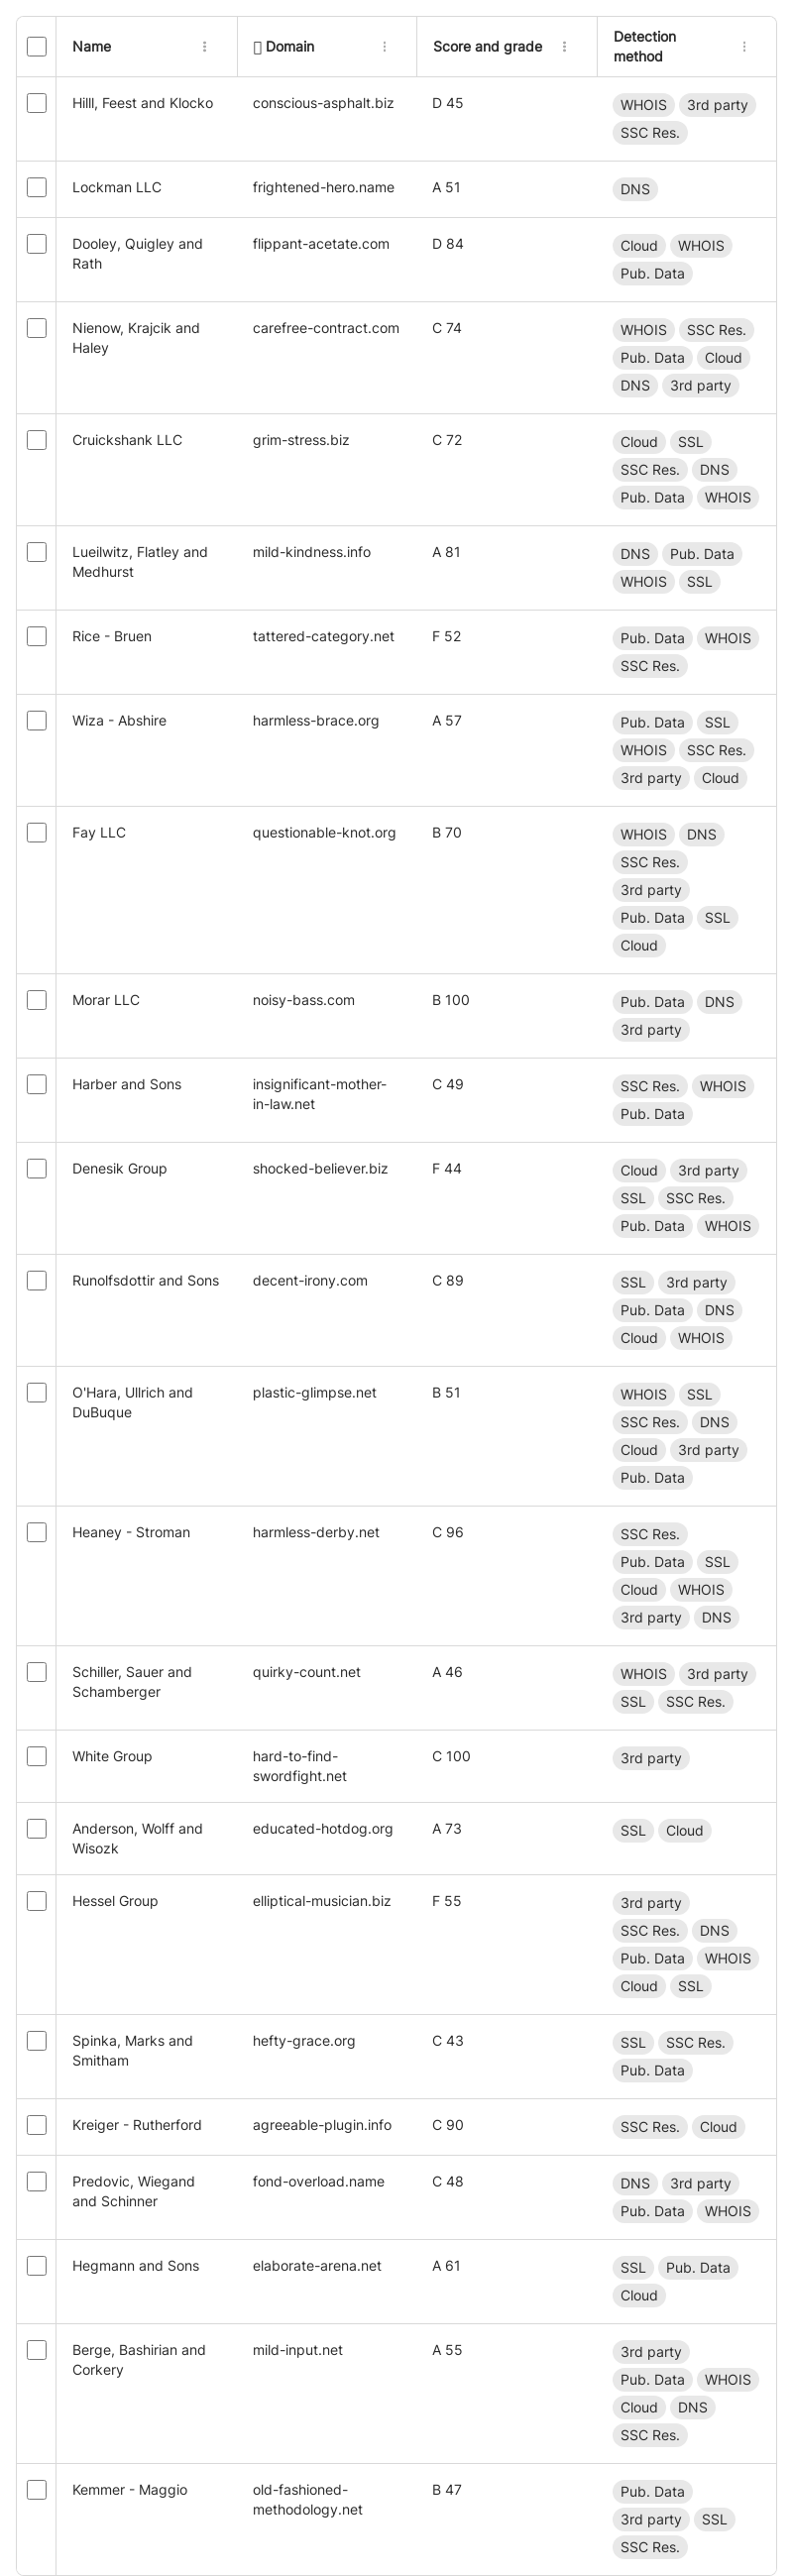 Name Domain Score and grade Detection
method
Hilll, Feest and Klocko conscious-asphalt.biz D 45 WHOIS 3rd party
SSC Res.
Lockman LLC frightened-hero.name A 51 DNS
Dooley, Quigley and flippant-acetate.com D 84 Cloud WHOIS
Rath Pub. Data
Nienow, Krajcik and carefree-contract.com C 74 WHOIS SSC Res.
Haley Pub. Data Cloud
DNS 3rd party
Cruickshank LLC grim-stress.biz C 72 Cloud SSL
SSC Res. DNS
Pub. Data WHOIS
Lueilwitz, Flatley and mild-kindness.info A 81 DNS Pub. Data
Medhurst WHOIS SSL
Rice - Bruen tattered-category.net F 52 Pub. Data WHOIS
SSC Res.
Wiza - Abshire harmless-brace.org A 57 Pub. Data SSL
WHOIS SSC Res.
3rd party Cloud
Fay LLC questionable-knot.org B 70 WHOIS DNS
SSC Res.
3rd party
Pub. Data SSL
Cloud
Morar LLC noisy-bass.com B 100 Pub. Data DNS
3rd party
Harber and Sons insignificant-mother- C 49 SSC Res. WHOIS
in-law.net Pub. Data
Denesik Group shocked-believer.biz F 44 Cloud 3rd party
SSL SSC Res.
Pub. Data WHOIS
Runolfsdottir and Sons decent-irony.com C 89 SSL 3rd party
Pub. Data DNS
Cloud WHOIS
O'Hara, Ullrich and plastic-glimpse.net B 51 WHOIS SSL
DuBuque SSC Res. DNS
Cloud 3rd party
Pub. Data
Heaney - Stroman harmless-derby.net C 96 SSC Res.
Pub. Data SSL
Cloud WHOIS
3rd party DNS
Schiller, Sauer and quirky-count.net A 46 WHOIS 3rd party
Schamberger SSL SSC Res.
White Group hard-to-find- C 100 3rd party
swordfight.net
Anderson, Wolff and educated-hotdog.org A 73 SSL Cloud
Wisozk
Hessel Group elliptical-musician.biz F 55 3rd party
SSC Res. DNS
Pub. Data WHOIS
Cloud SSL
Spinka, Marks and hefty-grace.org C 43 SSL SSC Res.
Smitham Pub. Data
Kreiger - Rutherford agreeable-plugin.info C 90 SSC Res. Cloud
Predovic, Wiegand fond-overload.name C 48 DNS 3rd party
and Schinner Pub. Data WHOIS
Hegmann and Sons elaborate-arena.net A 61 SSL Pub. Data
Cloud
Berge, Bashirian and mild-input.net A 55 3rd party
Corkery Pub. Data WHOIS
Cloud DNS
SSC Res.
Kemmer - Maggio old-fashioned- B 47 Pub. Data
methodology.net 3rd party SSL
SSC Res.